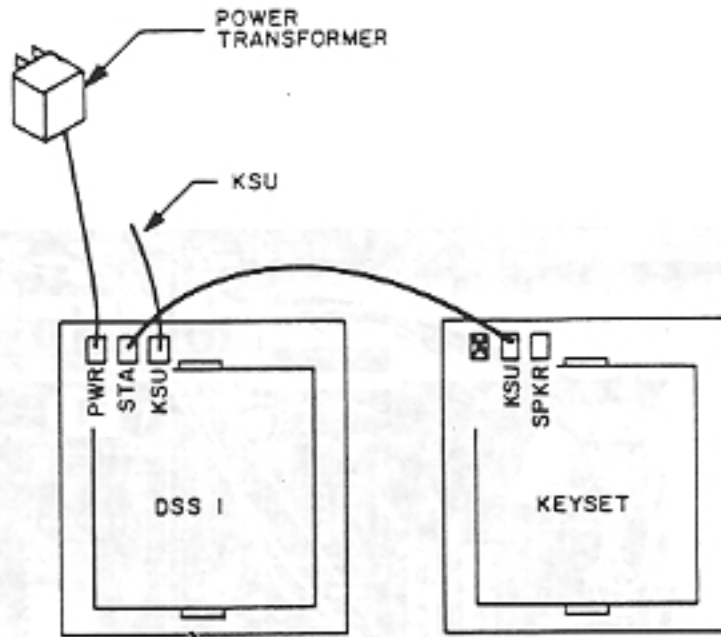 POWER
TRANSFORMER
KSU
PWR
STA
KSU
KSU
SPKR
DSS I
KEYSET